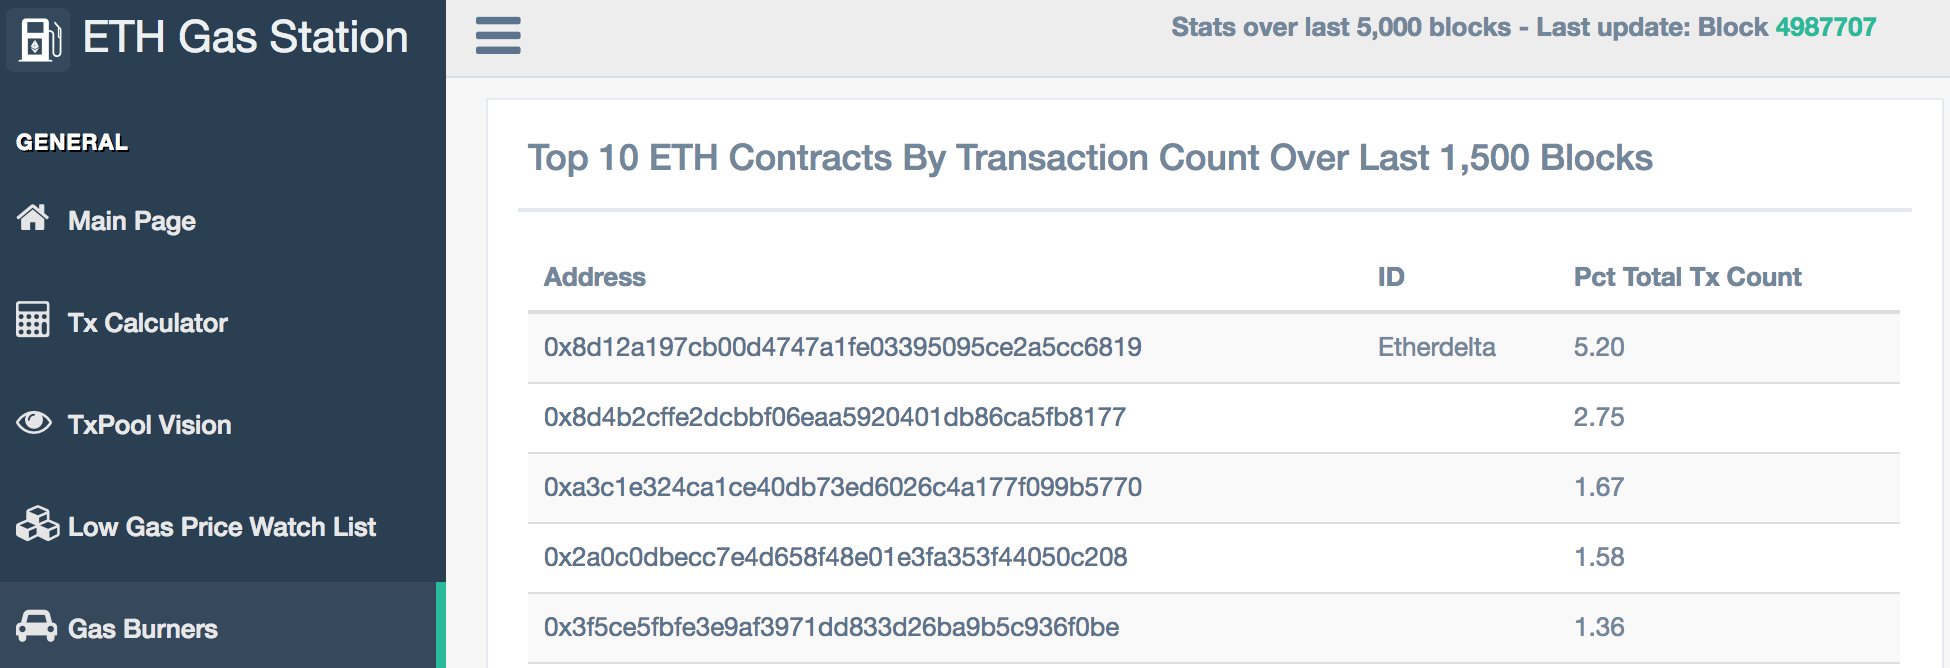 ETH Gas Station
GENERAL
Main Page
Tx Calculator
TxPool Vision
Low Gas Price Watch List
Gas Burners
Stats over last 5,000 blocks - Last update: Block 4987707
Top 10 ETH Contracts By Transaction Count Over Last 1,500 Blocks
Address ID Pct Total Tx Count
0x8d12a197cb00d4747a1fe03395095ce2a5cc6819 Etherdelta 5.20
0x8d4b2cffe2dcbbf06eaa5920401db86ca5fb8177 2.75
0xa3c1e324ca1ce40db73ed6026c4a177f099b5770 1.67
0x2a0c0dbecc7e4d658f48e01e3fa353f44050c208 1.58
0x3f5ce5fbfe3e9af3971dd833d26ba9b5c936f0be 1.36